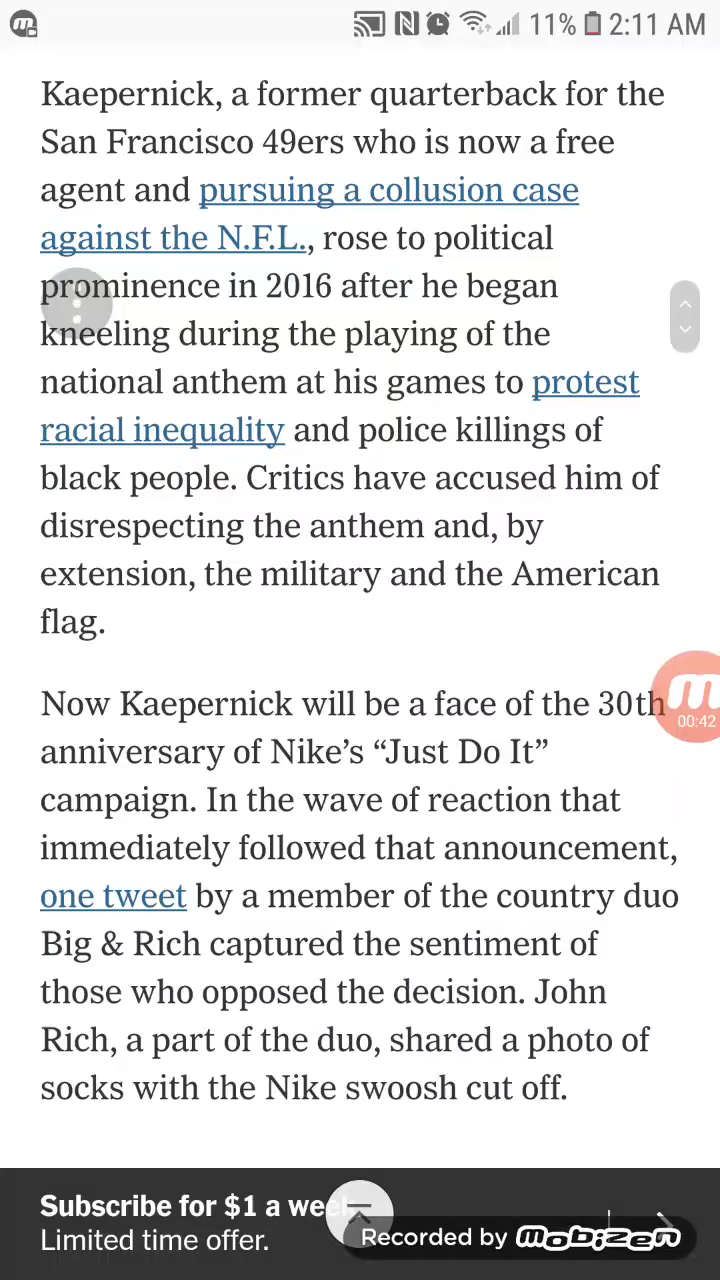 11% 2:11 AM
Kaepernick, a former quarterback for the
San Francisco 49ers who is now a free
agent and pursuing a collusion case
against the N.F.L., rose to political
prominence in 2016 after he began
kneeling during the playing of the
national anthem at his games to protest
racial inequality and police killings of
black people. Critics have accused him of
disrespecting the anthem and, by
extension, the military and the American
flag.
Now Kaepernick will be a face of the 30th
anniversary of Nike’s “Just Do It”
campaign. In the wave of reaction that
immediately followed that announcement,
one tweet by a member of the country duo
Big & Rich captured the sentiment of
those who opposed the decision. John
Rich, a part of the duo, shared a photo of
socks with the Nike swoosh cut off.
00:42
Subscribe for $1 a week
Limited time offer.
Recorded by mobizen